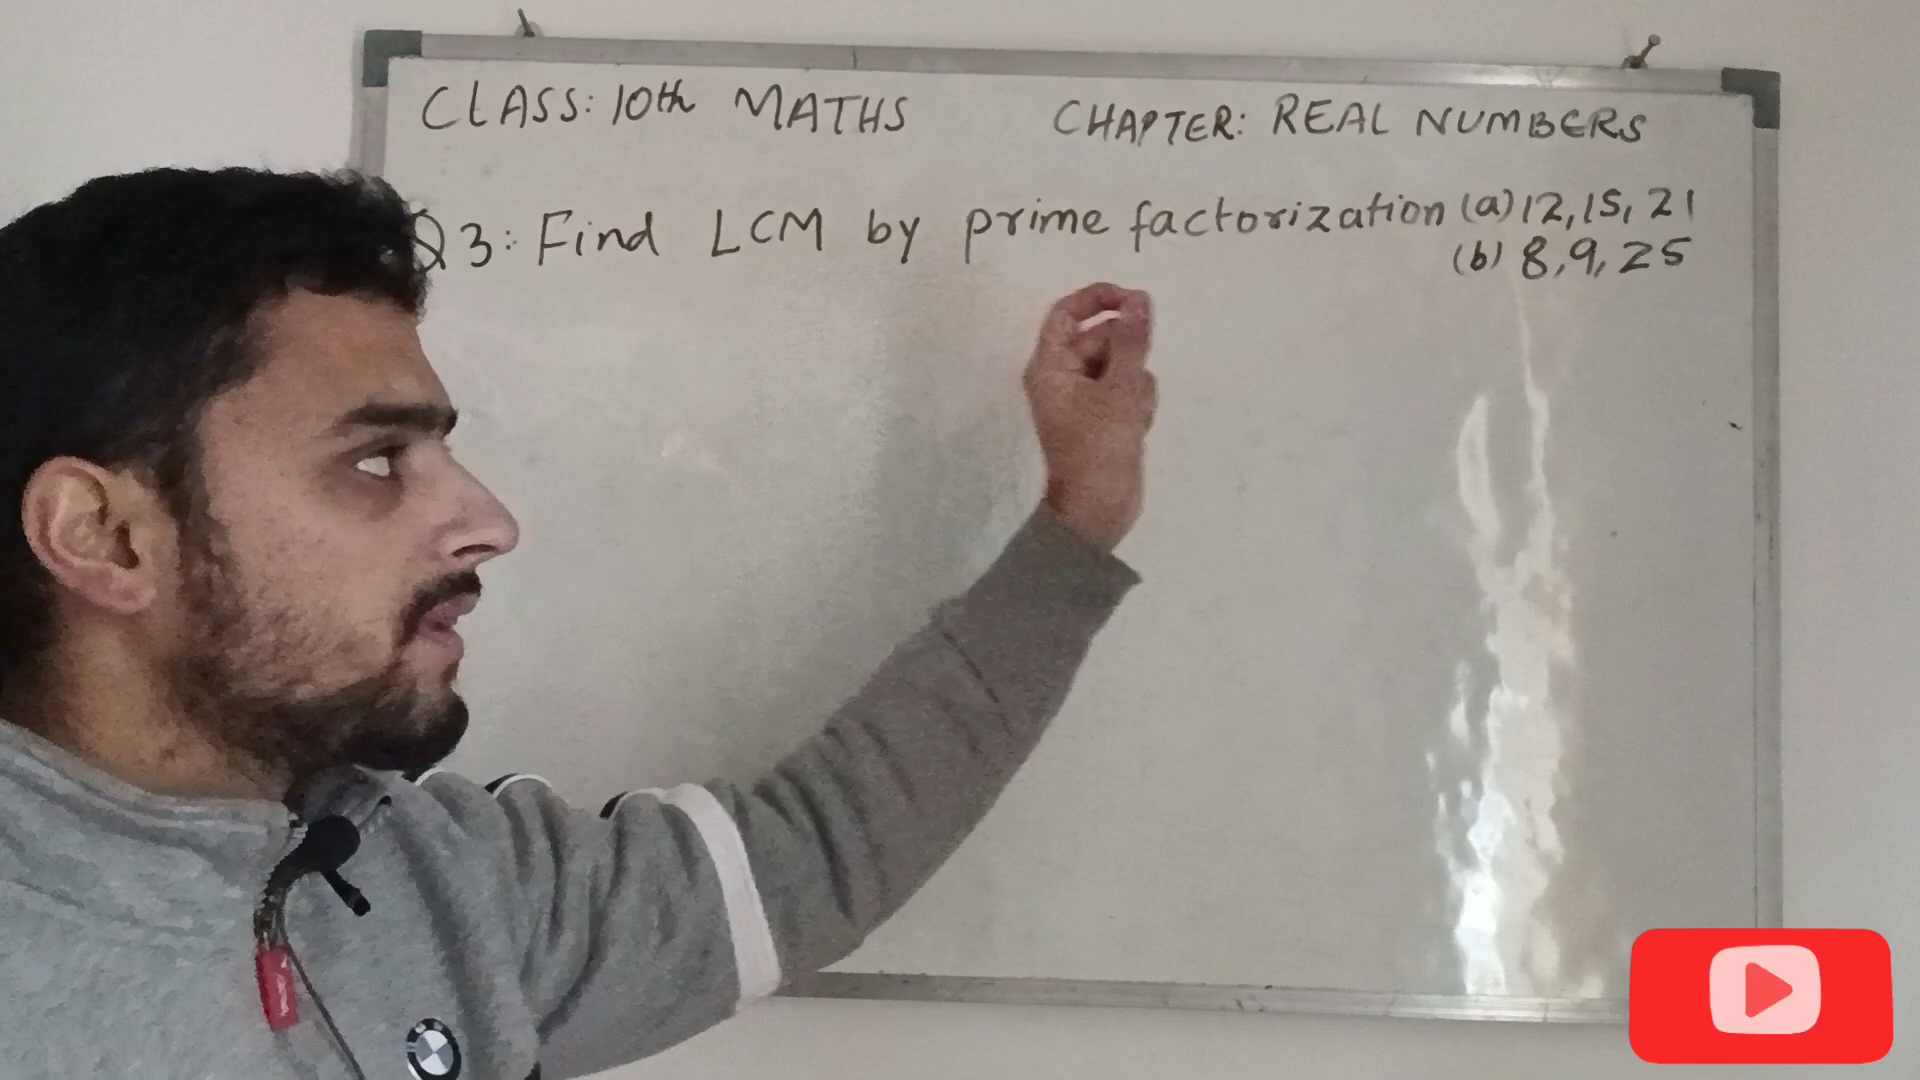 CLASS: 10th MATHS CHAPTER: REAL NUMBERS
Q3: Find LCM by prime factorization (a) 12, 15, 21
(b) 8, 9, 25